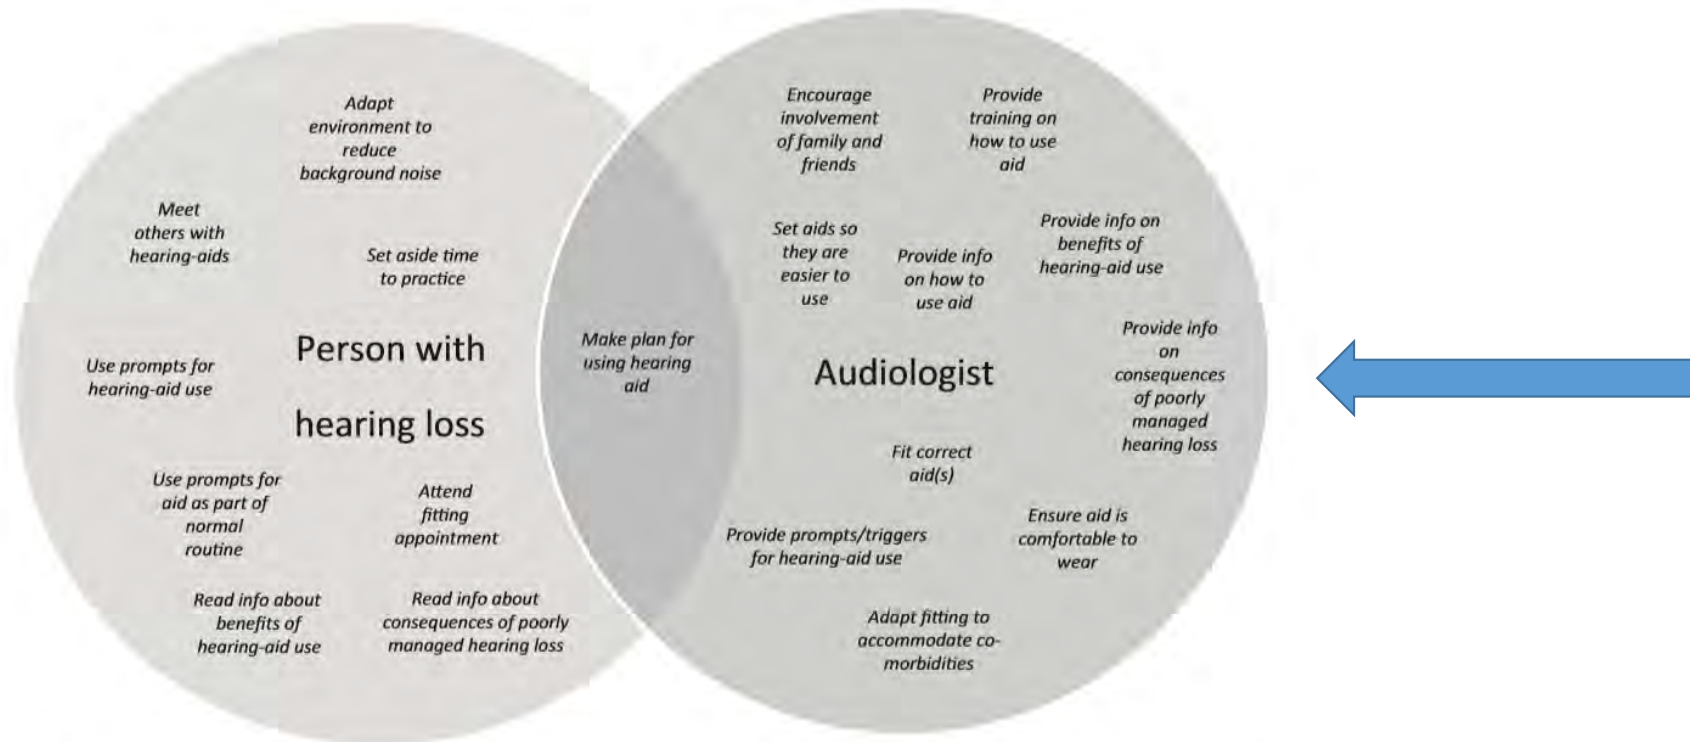 Adapt
environment to
reduce
background noise
Meet
others with
hearing-aids
Set aside time
to practice
Person with
hearing loss
Use prompts for
hearing-aid use
Use prompts for
aid as part of
normal
routine
Attend
fitting
appointment
Read info about
benefits of
hearing-aid use
Read info about
consequences of poorly
managed hearing loss
Make plan for
using hearing
aid
Encourage
involvement
of family and
friends
Provide
training on
how to use
aid
Set aids so
they are
easier to
use
Provide info
on how to
use aid
Provide info on
benefits of
hearing-aid use
Audiologist
Provide info
on
consequences
of poorly
managed
hearing loss
Fit correct
aid(s)
Provide prompts/triggers
for hearing-aid use
Ensure aid is
comfortable to
wear
Adapt fitting to
accommodate co-
morbidities